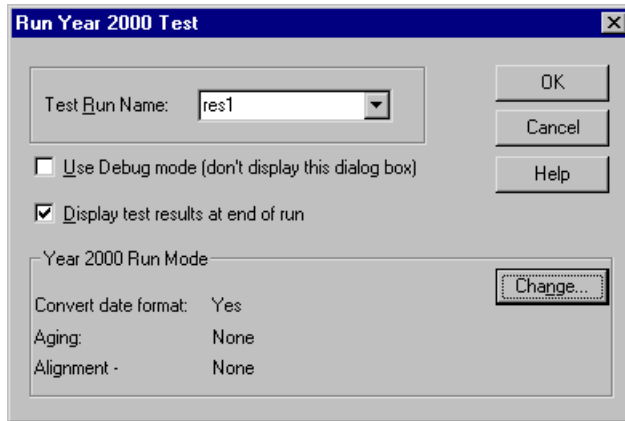 Run Year 2000 Test
Test Run Name: res1
OK
Cancel
Use Debug mode (don't display this dialog box)
Help
Display test results at end of run
Year 2000 Run Mode
Change...
Convert date format: Yes
Aging: None
Alignment - None